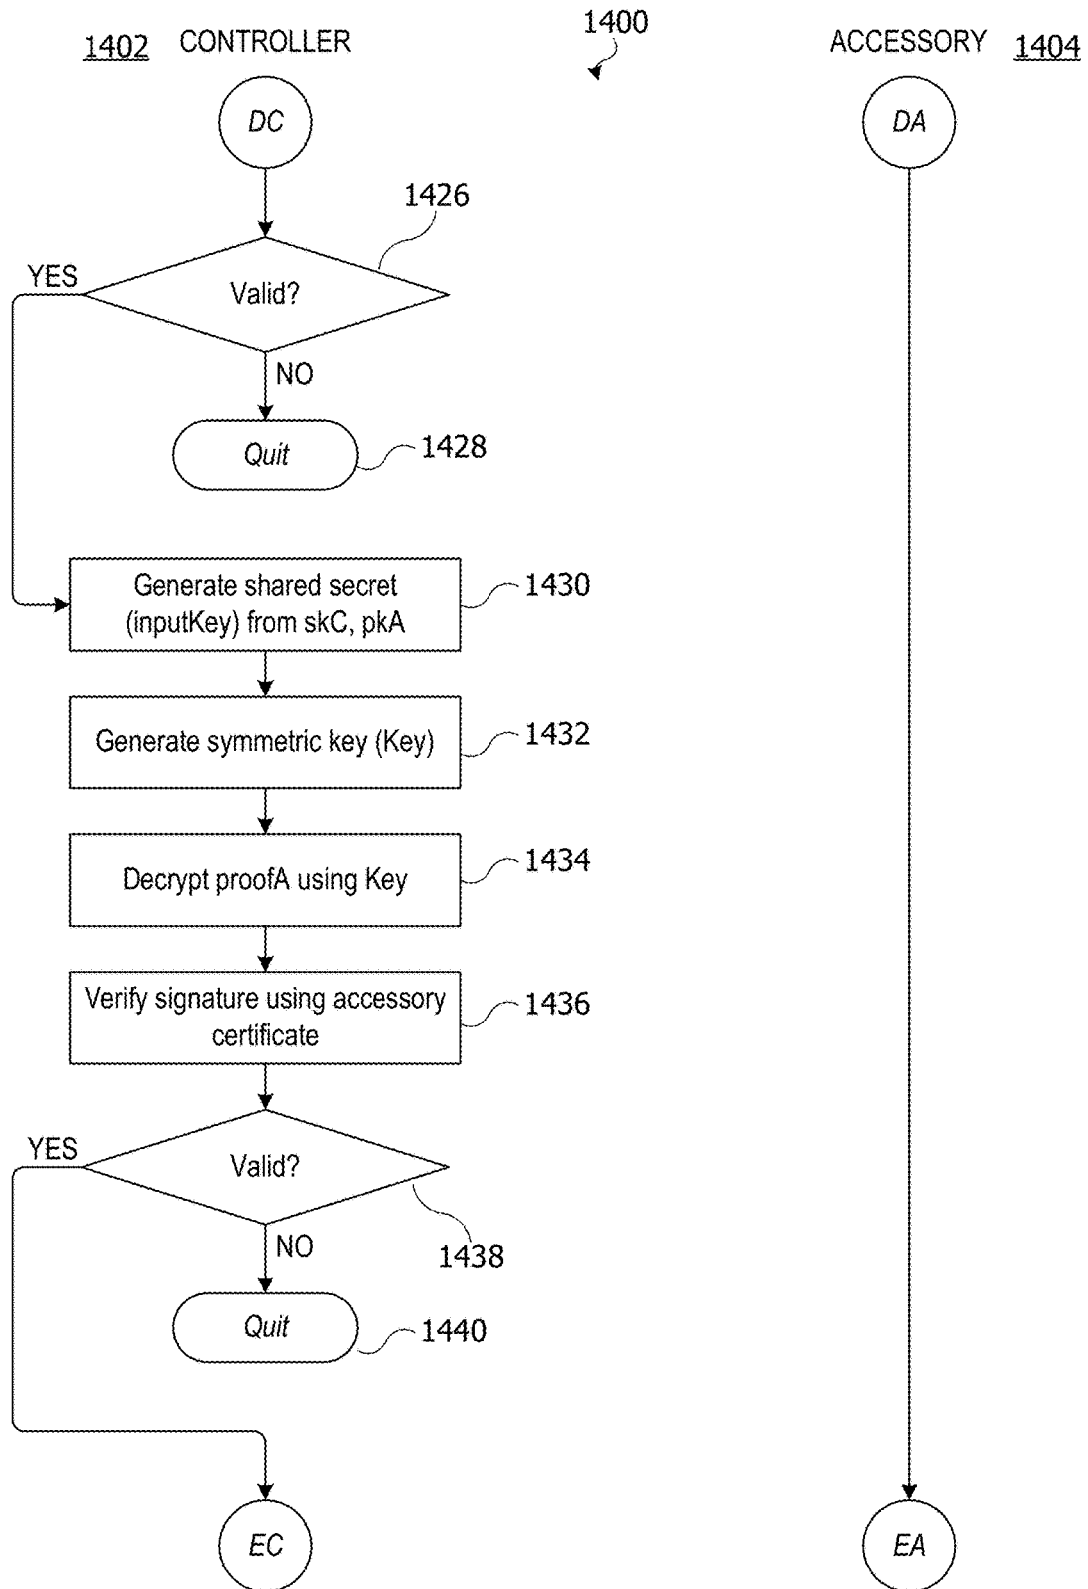 1400
1402 CONTROLLER
ACCESSORY 1404
DC
DA
1426
YES
Valid?
NO
Quit
1428
Generate shared secret
(inputKey) from skC, pkA
1430
Generate symmetric key (Key)
1432
Decrypt proofA using Key
1434
Verify signature using accessory
certificate
1436
YES
Valid?
NO
1438
Quit
1440
EC
EA